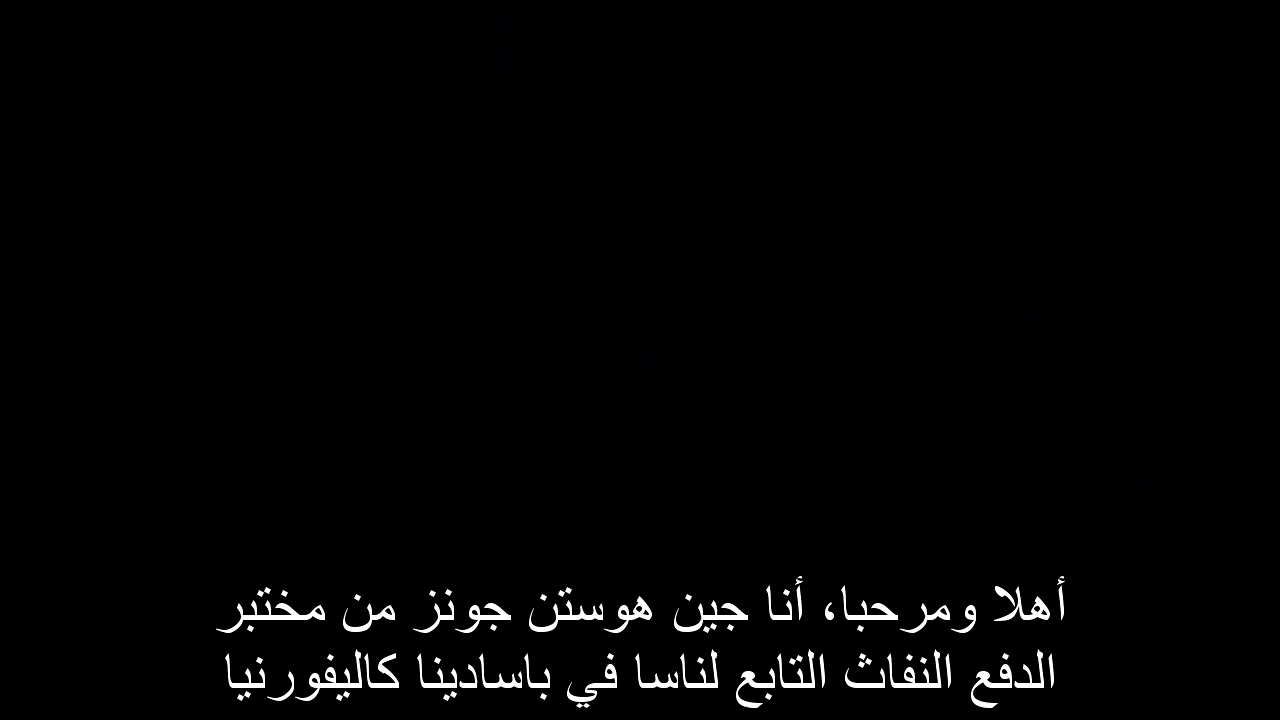 أهلا ومرحبا، أنا جين هوستن جونز من مختبر
الدفع النفاث التابع لناسا في باسادينا كاليفورنيا